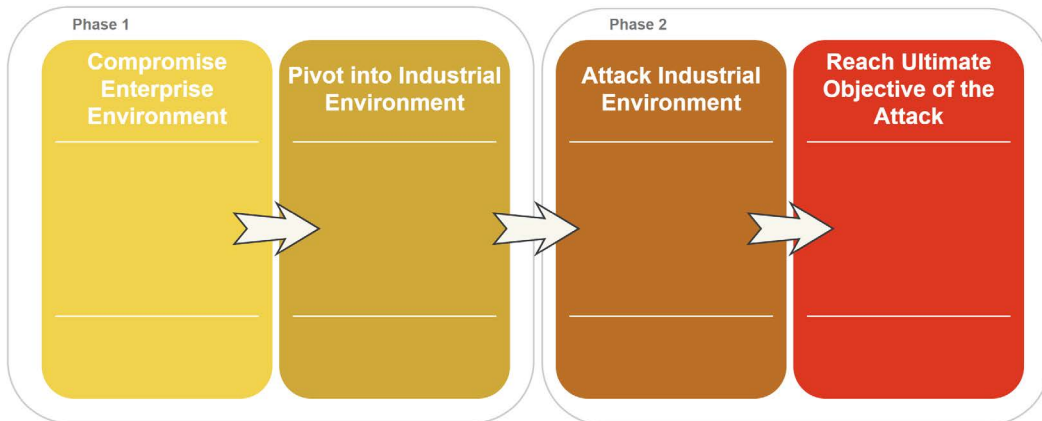 Phase 1
Compromise
Enterprise
Environment
Pivot into Industrial
Environment
Phase 2
Attack Industrial
Environment
Reach Ultimate
Objective of the
Attack